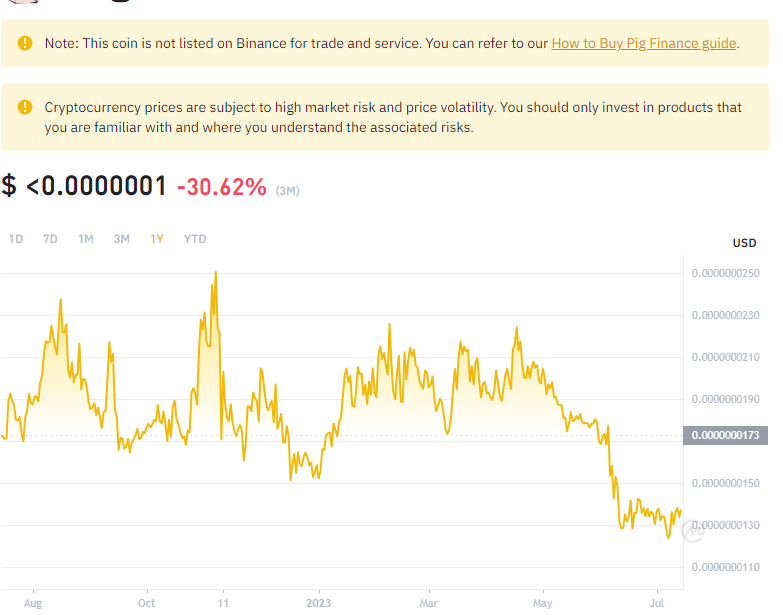 Note: This coin is not listed on Binance for trade and service. You can refer to our How to Buy Pig Finance guide.
Cryptocurrency prices are subject to high market risk and price volatility. You should only invest in products that
you are familiar with and where you understand the associated risks.
$ <0.0000001 -30.62% (3M)
1D 7D 1M 3M 1Y YTD
USD
0.0000000250
0.0000000230
0.0000000210
0.0000000190
0.0000000173
0.0000000150
0.0000000130
0.0000000110
Aug Oct 11 2023 Mar May Jul